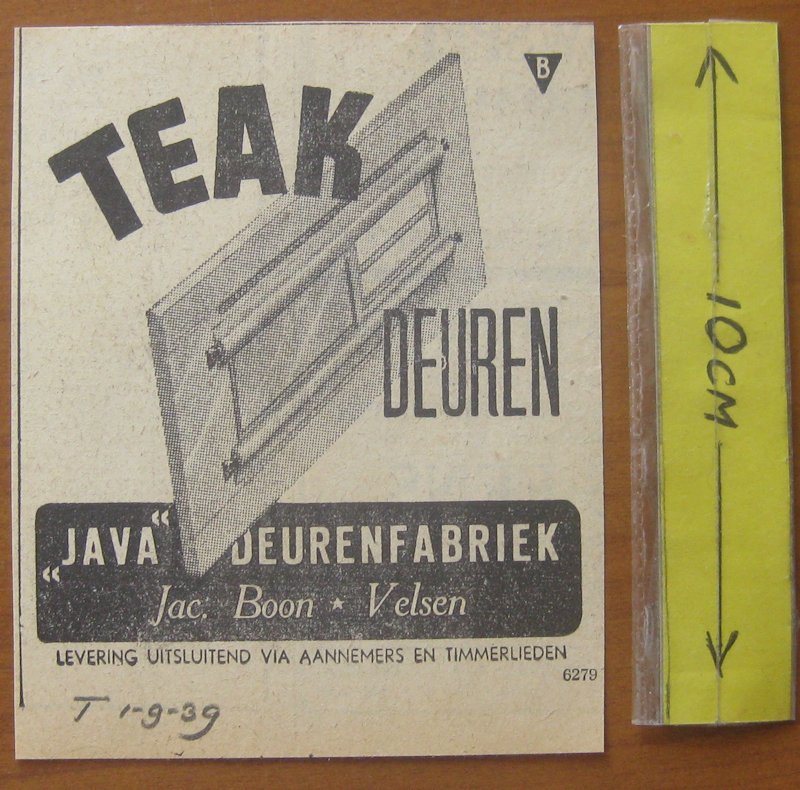 B
TEAK
DEUREN
„JAVA“ DEURENFABRIEK
Jac. Boon ★ Velsen
LEVERING UITSLUITEND VIA AANNEMERS EN TIMMERLIEDEN
6279
T 1-9-39
10CM